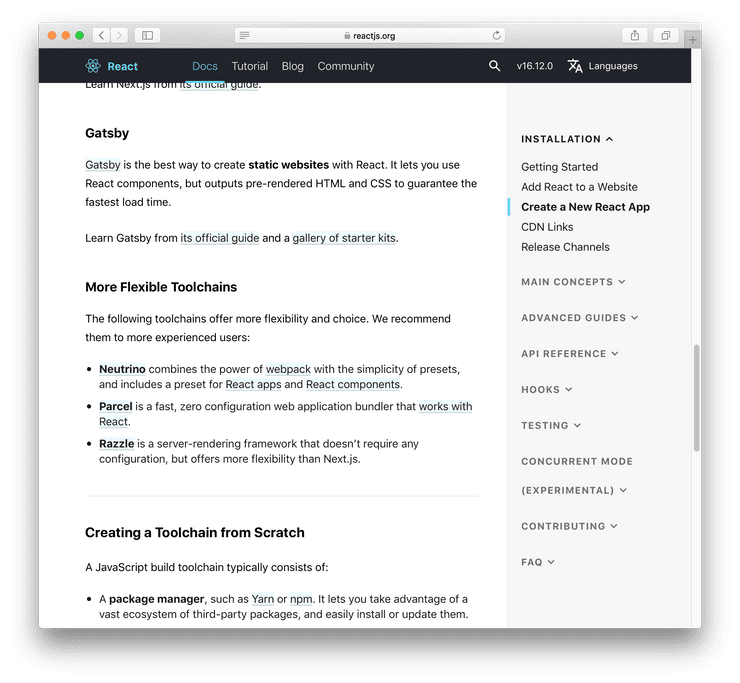 reactjs.org
React
Docs
Tutorial
Blog
Community
v16.12.0
Languages
Learn Next.js from its official guide.
Gatsby
Gatsby is the best way to create static websites with React. It lets you use
React components, but outputs pre-rendered HTML and CSS to guarantee the
fastest load time.
Learn Gatsby from its official guide and a gallery of starter kits.
More Flexible Toolchains
The following toolchains offer more flexibility and choice. We recommend
them to more experienced users:
• Neutrino combines the power of webpack with the simplicity of presets,
and includes a preset for React apps and React components.
• Parcel is a fast, zero configuration web application bundler that works with
React.
• Razzle is a server-rendering framework that doesn’t require any
configuration, but offers more flexibility than Next.js.
Creating a Toolchain from Scratch
A JavaScript build toolchain typically consists of:
• A package manager, such as Yarn or npm. It lets you take advantage of a
vast ecosystem of third-party packages, and easily install or update them.
INSTALLATION
Getting Started
Add React to a Website
Create a New React App
CDN Links
Release Channels
MAIN CONCEPTS
ADVANCED GUIDES
API REFERENCE
HOOKS
TESTING
CONCURRENT MODE
(EXPERIMENTAL)
CONTRIBUTING
FAQ